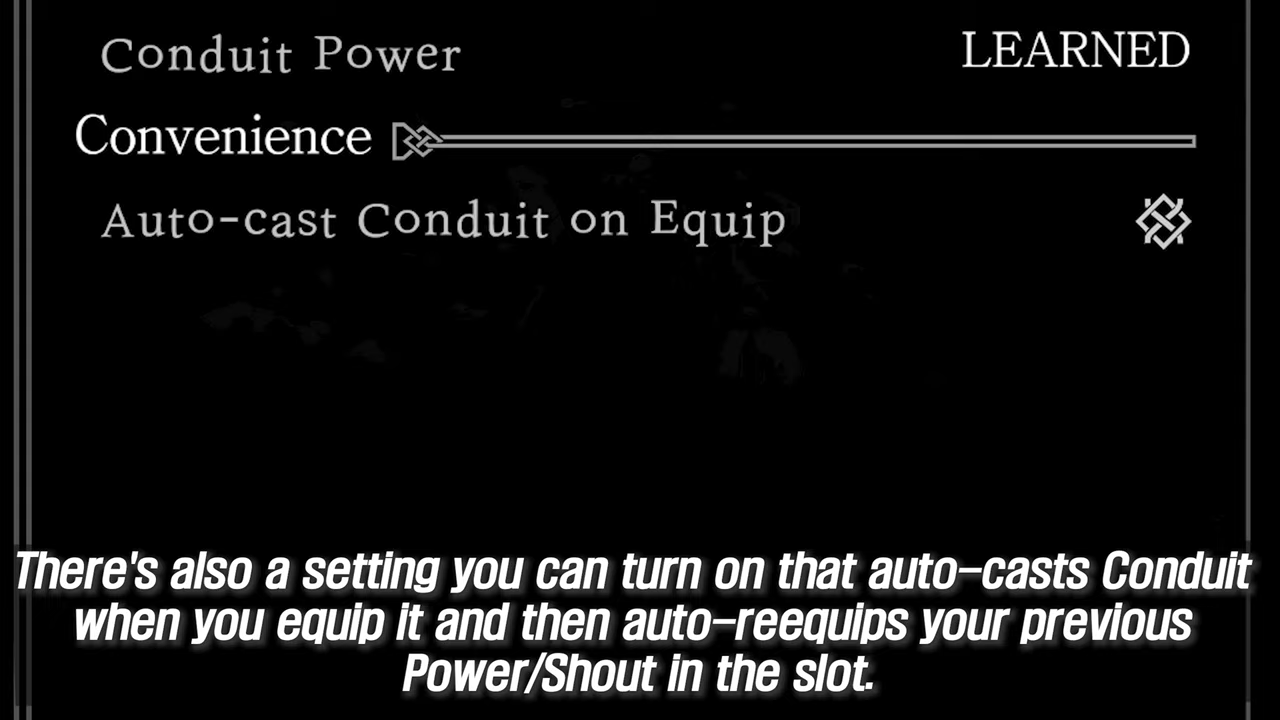 Conduit Power LEARNED
Convenience
Auto-cast Conduit on Equip
There's also a setting you can turn on that auto-casts Conduit
when you equip it and then auto-reequips your previous
Power/Shout in the slot.